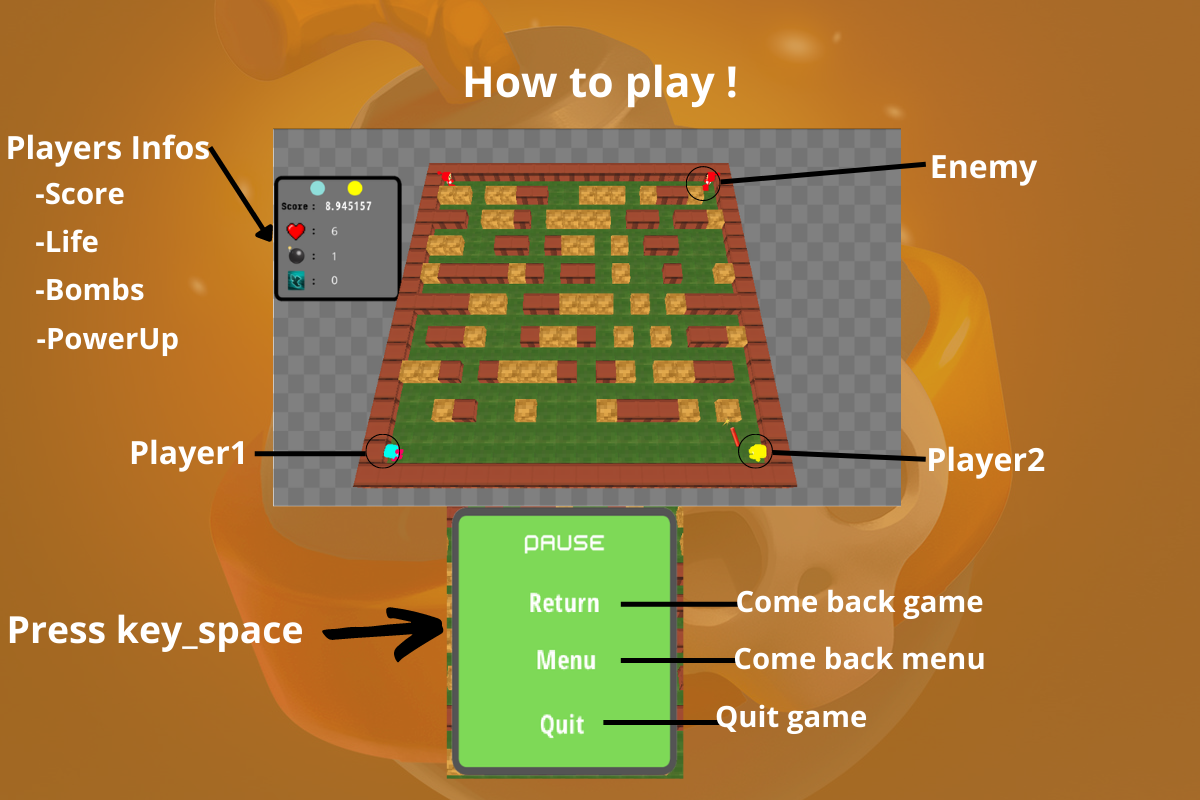 How to play !
Players Infos
-Score
-Life
-Bombs
-PowerUp
Score : 8.945157
: 6
: 1
: 0
Enemy
Player1
Player2
PAUSE
Return
Menu
Quit
Press key_space
Come back game
Come back menu
Quit game